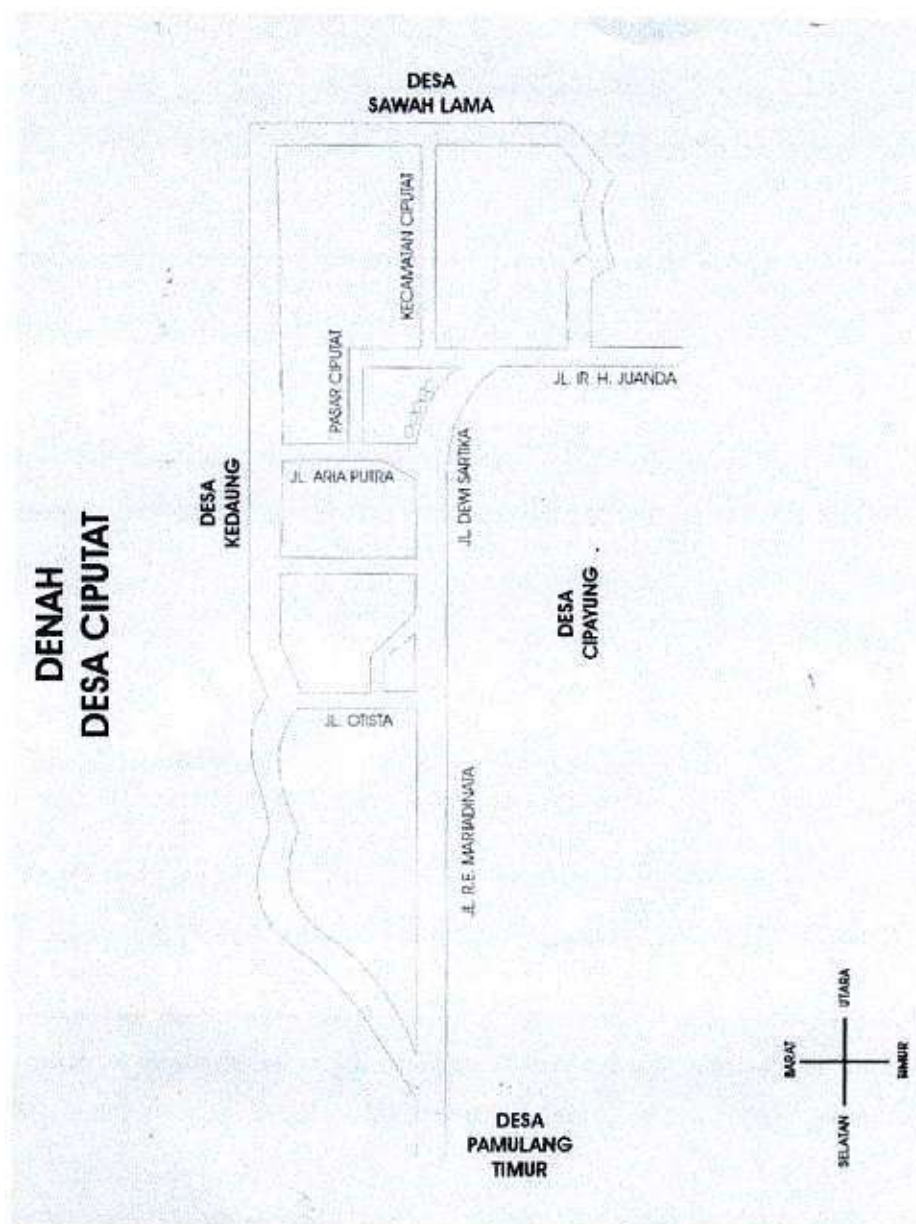 DENAH
DESA CIPUTAT
DESA
SAWAH LAMA
KECAMATAN CIPUTAT
PASAR CIPUTAT
JL. IR. H. JUANDA
JL. ARIA PUTRA
DESA
KEDAUNG
JL. DEWI SARTIKA
DESA
CIPAYUNG
JL. OTISTA
JL. R.E. MARTADINATA
DESA
PAMULANG
TIMUR
BARAT
UTARA
SELATAN
TIMUR